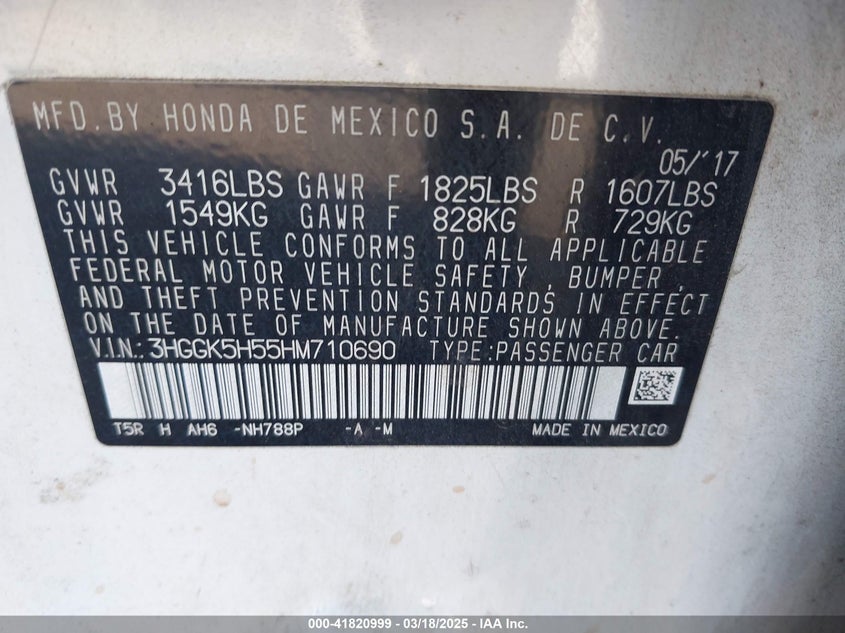 MFD.BY HONDA DE MEXICO S.A. DE C.V.
05/'17
GVWR 3416LBS GAWR F 1825LBS R 1607LBS
GVWR 1549KG GAWR F 828KG R 729KG
THIS VEHICLE CONFORMS TO ALL APPLICABLE
FEDERAL MOTOR VEHICLE SAFETY , BUMPER ,
AND THEFT PREVENTION STANDARDS IN EFFECT
ON THE DATE OF MANUFACTURE SHOWN ABOVE.
V.I.N.: 3HGGK5H55HM710690 TYPE:PASSENGER CAR
T5R H AH6 -NH788P -A -M MADE IN MEXICO
000-41820999 — 03/18/2025 — IAA, Inc.